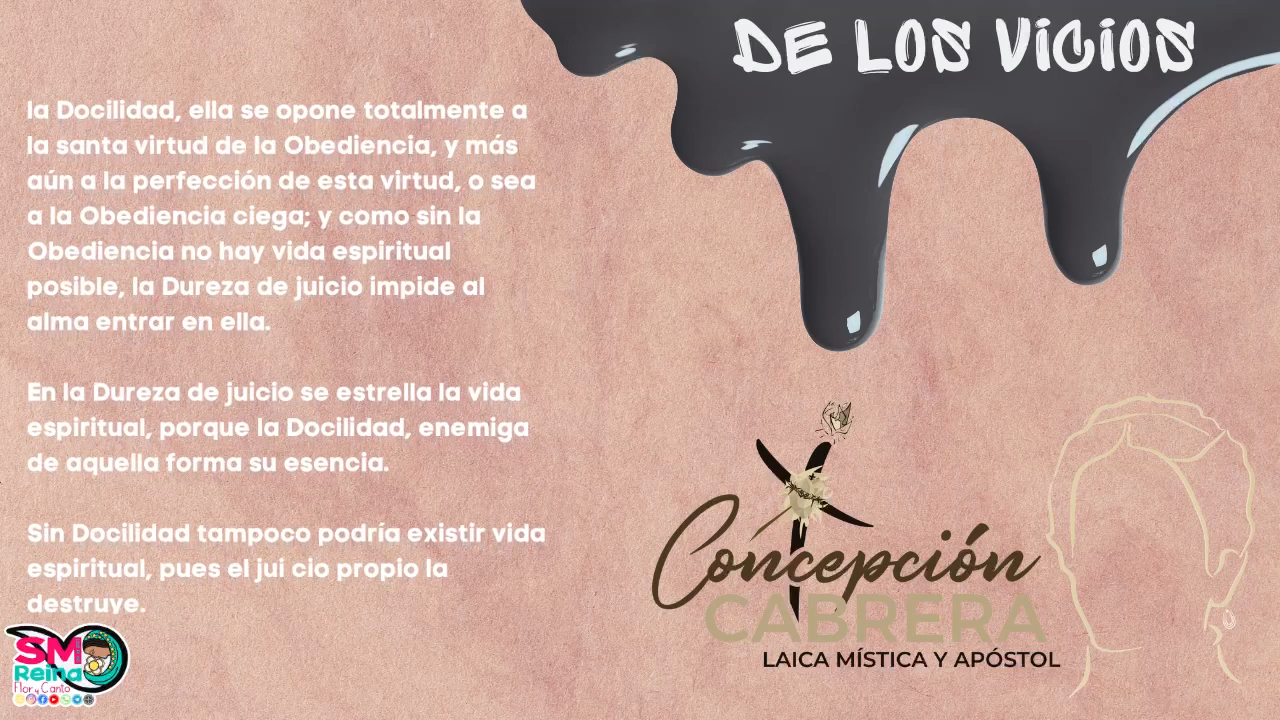 DE LOS VICIOS
la Docilidad, ella se opone totalmente a
la santa virtud de la Obediencia, y más
aún a la perfección de esta virtud, o sea
a la Obediencia ciega; y como sin la
Obediencia no hay vida espiritual
posible, la Dureza de juicio impide al
alma entrar en ella.
En la Dureza de juicio se estrella la vida
espiritual, porque la Docilidad, enemiga
de aquella forma su esencia.
Sin Docilidad tampoco podría existir vida
espiritual, pues el jui cio propio la
destruye.
Concepción
CABRERA
LAICA MÍSTICA Y APÓSTOL
SM
Reina
Flor y Canto